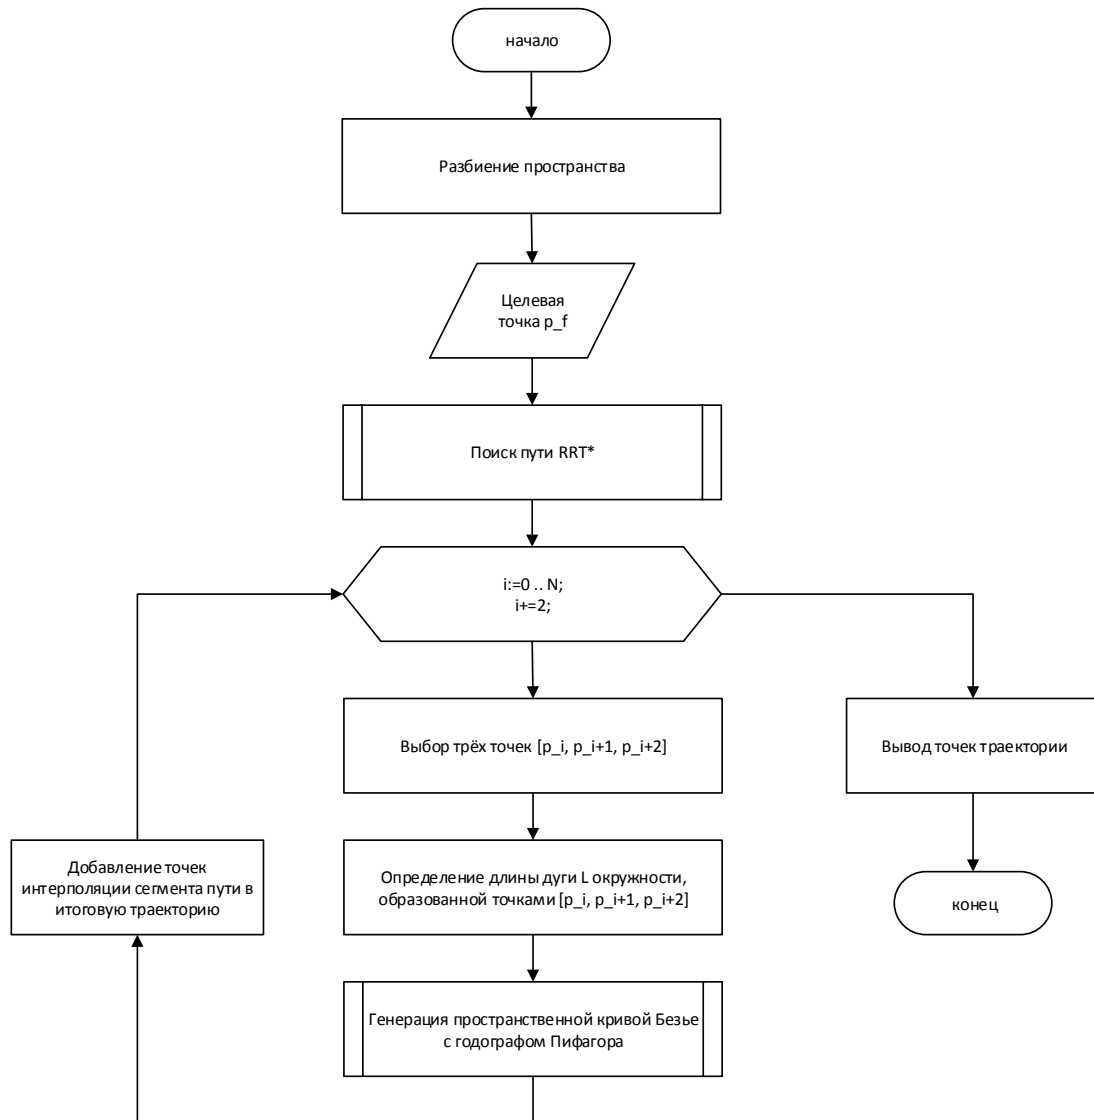 начало
Разбиение пространства
Целевая
точка p_f
Поиск пути RRT*
i:=0 .. N;
i+=2;
Выбор трёх точек [p_i, p_i+1, p_i+2]
Вывод точек траектории
Добавление точек
интерполяции сегмента пути в
итоговую траекторию
Определение длины дуги L окружности,
образованной точками [p_i, p_i+1, p_i+2]
конец
Генерация пространственной кривой Безье
с годографом Пифагора